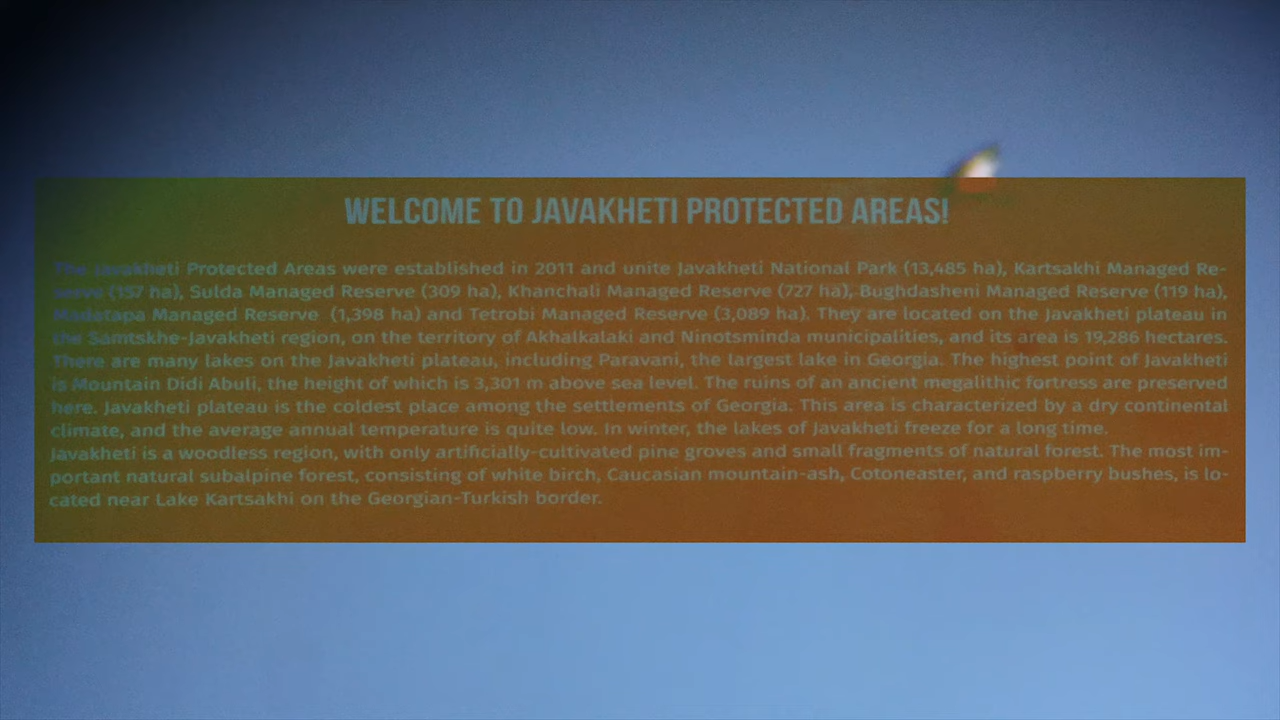 WELCOME TO JAVAKHETI PROTECTED AREAS!
The Javakheti Protected Areas were established in 2011 and unite Javakheti National Park (13,485 ha), Kartsakhi Managed Re-
serve (157 ha), Sulda Managed Reserve (309 ha), Khanchali Managed Reserve (727 ha), Bughdasheni Managed Reserve (119 ha),
Madatapa Managed Reserve (1,398 ha) and Tetrobi Managed Reserve (3,089 ha). They are located on the Javakheti plateau in
the Samtskhe-Javakheti region, on the territory of Akhalkalaki and Ninotsminda municipalities, and its area is 19,286 hectares.
There are many lakes on the Javakheti plateau, including Paravani, the largest lake in Georgia. The highest point of Javakheti
is Mountain Didi Abuli, the height of which is 3,301 m above sea level. The ruins of an ancient megalithic fortress are preserved
here. Javakheti plateau is the coldest place among the settlements of Georgia. This area is characterized by a dry continental
climate, and the average annual temperature is quite low. In winter, the lakes of Javakheti freeze for a long time.
Javakheti is a woodless region, with only artificially-cultivated pine groves and small fragments of natural forest. The most im-
portant natural subalpine forest, consisting of white birch, Caucasian mountain-ash, Cotoneaster, and raspberry bushes, is lo-
cated near Lake Kartsakhi on the Georgian-Turkish border.